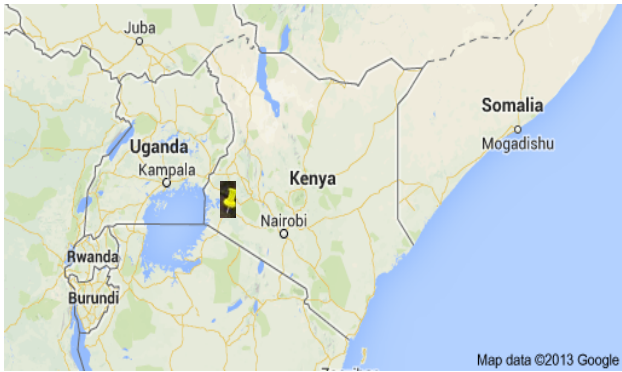 Juba
Somalia
Mogadishu
Uganda
Kampala
Kenya
Nairobi
Rwanda
Burundi
Map data ©2013 Google